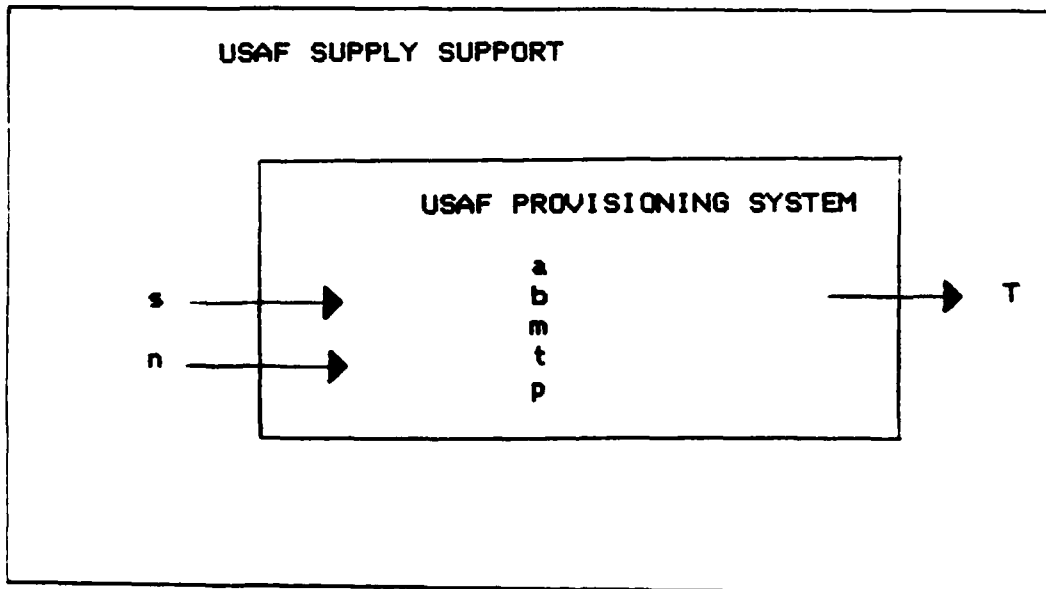 USAF SUPPLY SUPPORT
USAF PROVISIONING SYSTEM
a
s b T
m
n t
p